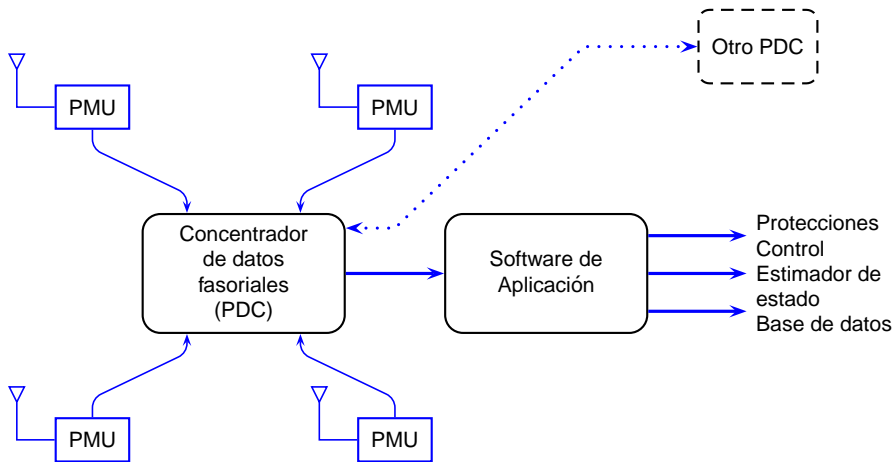 Otro PDC
PMU
PMU
Concentrador
de datos
fasoriales
(PDC)
Software de
Aplicación
Protecciones
Control
Estimador de
estado
Base de datos
PMU
PMU